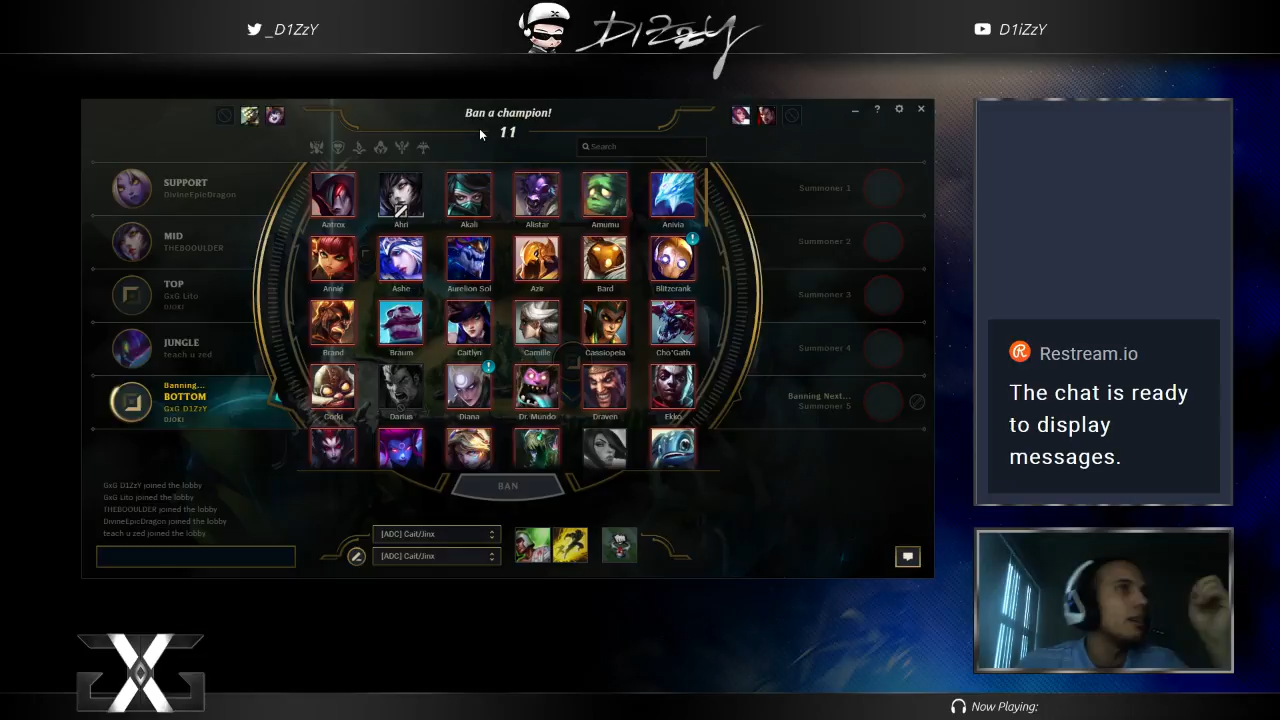 _D1ZzY
D1ZzY
D1iZzY
Ban a champion!
11
Search
SUPPORT
DivineEpicDragon
MID
THEBOOULDER
TOP
GxG Lito
DJOKI
JUNGLE
teach u zed
Banning...
BOTTOM
GxG D1ZzY
DJOKI
Aatrox
Ahri
Akali
Alistar
Amumu
Anivia
Annie
Ashe
Aurelion Sol
Azir
Bard
Blitzcrank
Brand
Braum
Caitlyn
Camille
Cassiopeia
Cho'Gath
Corki
Darius
Diana
Dr. Mundo
Draven
Ekko
Summoner 1
Summoner 2
Summoner 3
Summoner 4
Banning Next...
Summoner 5
BAN
GxG D1ZzY joined the lobby
GxG Lito joined the lobby
THEBOOULDER joined the lobby
DivineEpicDragon joined the lobby
teach u zed joined the lobby
[ADC] Cait/Jinx
[ADC] Cait/Jinx
Restream.io
The chat is ready
to display
messages.
Now Playing: